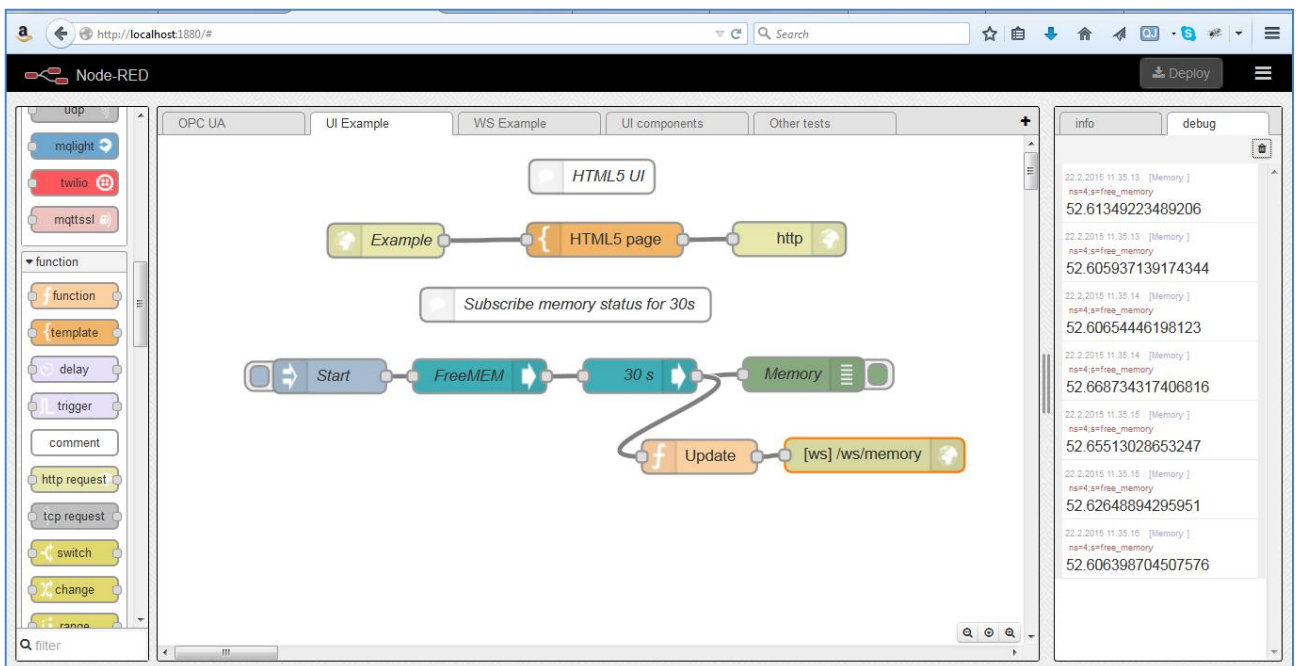 http://localhost:1880/#
Search
Node-RED
Deploy
udp
mqlight
twilio
mqttssl
function
function
template
delay
trigger
comment
http request
tcp request
switch
change
range
filter
OPC UA
UI Example
WS Example
UI components
Other tests
+
HTML5 UI
Example
HTML5 page
http
Subscribe memory status for 30s
Start
FreeMEM
30 s
Memory
Update
[ws] /ws/memory
info
debug
22.2.2015 11.35.13 [Memory ]
ns=4;s=free_memory
52.61349223489206
22.2.2015 11.35.13 [Memory ]
ns=4;s=free_memory
52.605937139174344
22.2.2015 11.35.14 [Memory ]
ns=4;s=free_memory
52.60654446198123
22.2.2015 11.35.14 [Memory ]
ns=4;s=free_memory
52.668734317406816
22.2.2015 11.35.15 [Memory ]
ns=4;s=free_memory
52.65513028653247
22.2.2015 11.35.15 [Memory ]
ns=4;s=free_memory
52.62648894295951
22.2.2015 11.35.16 [Memory ]
ns=4;s=free_memory
52.606398704507576